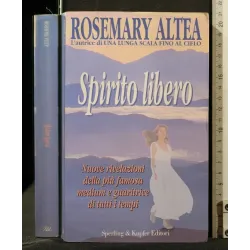 ROSEMARY ALTEA
L'autrice di UNA LUNGA SCALA FINO AL CIELO
Spirito libero
Nuove rivelazioni
della più famosa
medium e guaritrice
di tutti i tempi
Sperling & Kupfer Editori